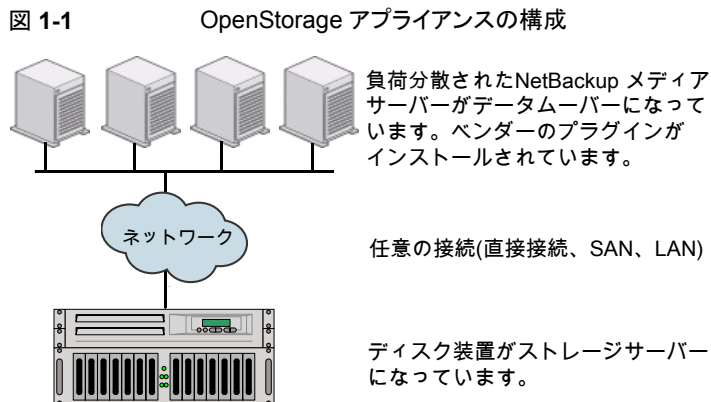 図 1-1 OpenStorage アプライアンスの構成
負荷分散されたNetBackup メディア
サーバーがデータムーバーになって
います。ベンダーのプラグインが
インストールされています。
ネットワーク
任意の接続(直接接続、SAN、LAN)
ディスク装置がストレージサーバー
になっています。